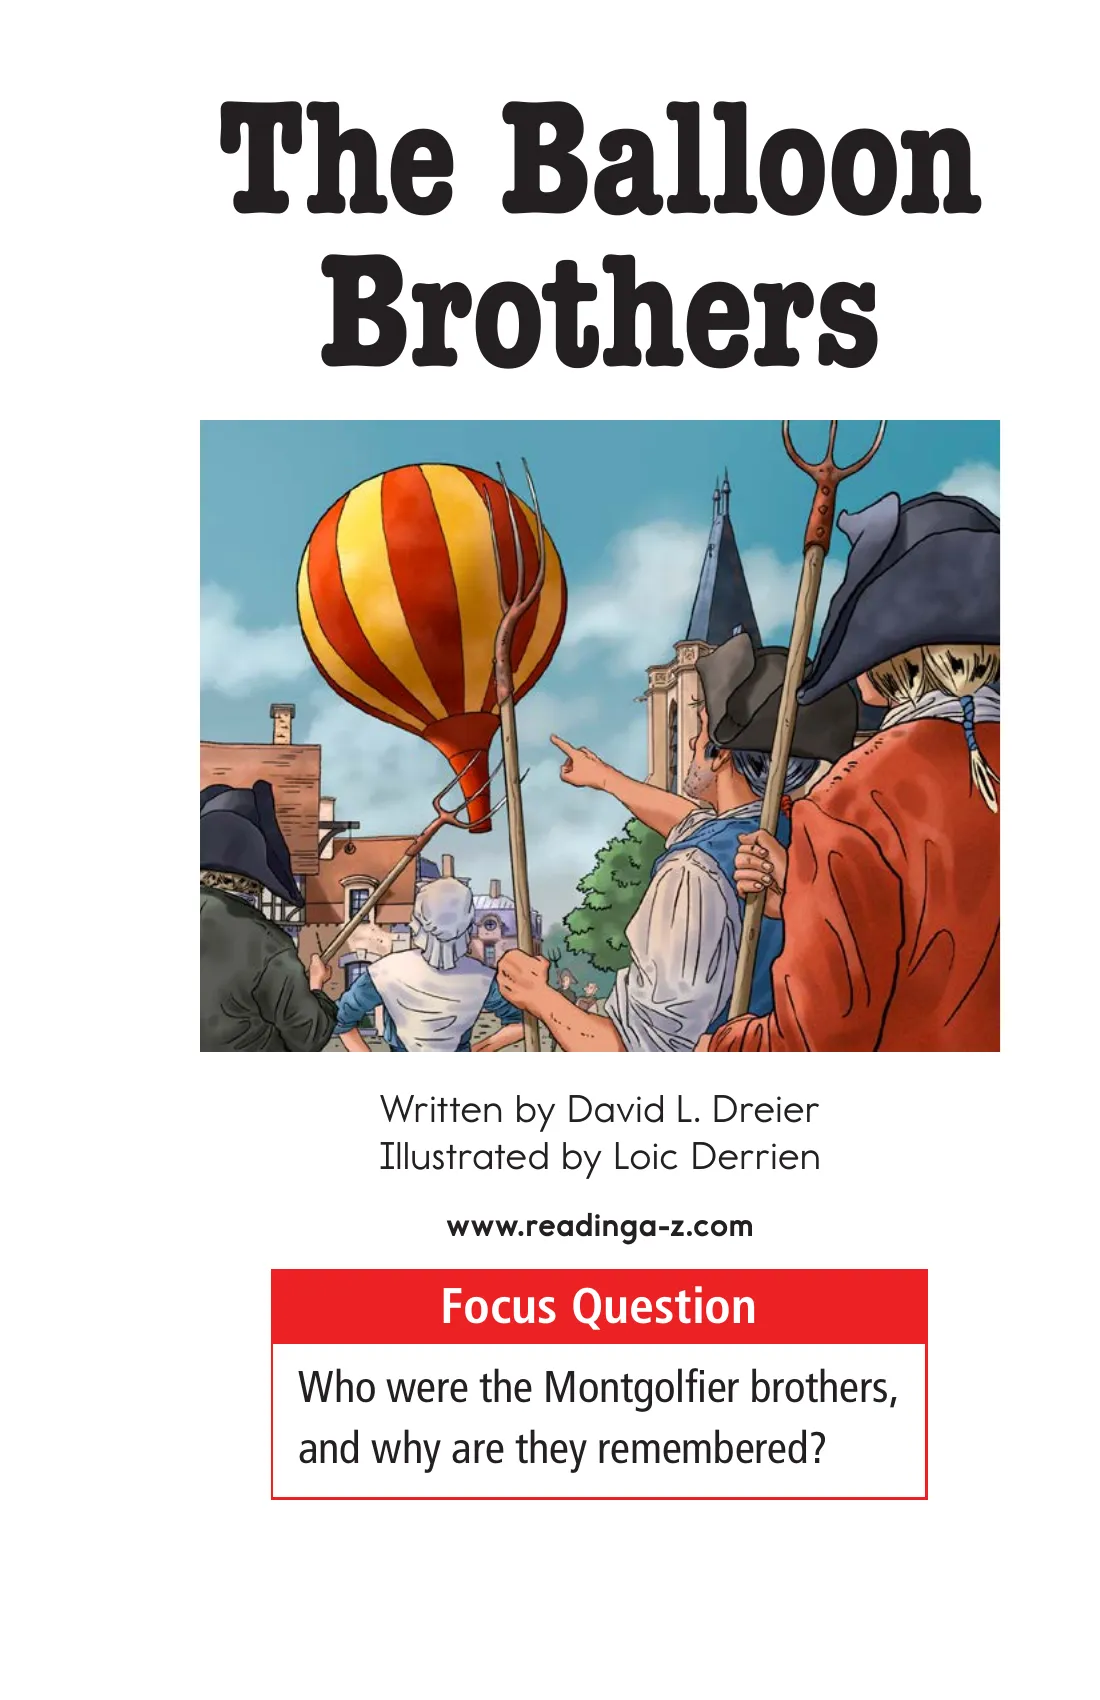 The Balloon
Brothers
Written by David L. Dreier
Illustrated by Loic Derrien
www.readinga-z.com
Focus Question
Who were the Montgolfier brothers,
and why are they remembered?